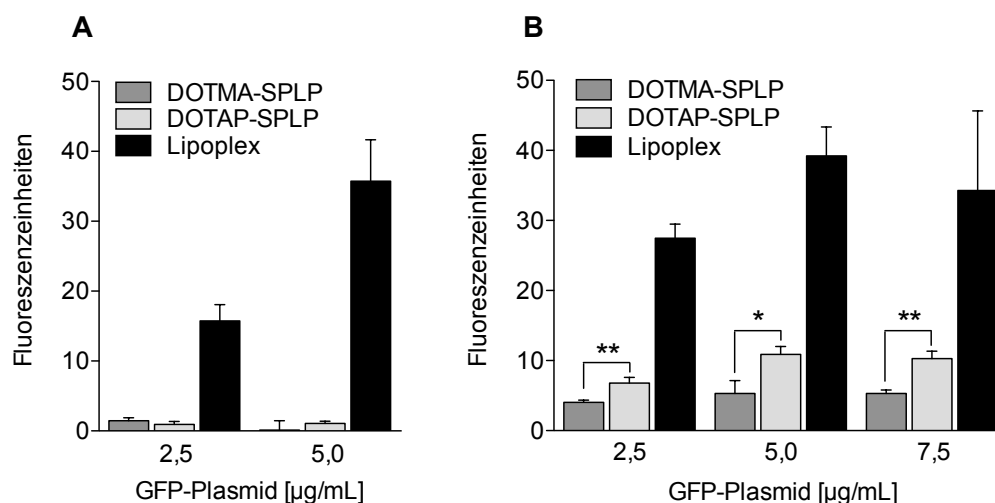 A
50
40
30
20
10
0
Fluoreszenzeinheiten
DOTMA-SPLP
DOTAP-SPLP
Lipoplex
2,5 5,0
GFP-Plasmid [µg/mL]
B
50
40
30
20
10
0
Fluoreszenzeinheiten
DOTMA-SPLP
DOTAP-SPLP
Lipoplex
** * **
2,5 5,0 7,5
GFP-Plasmid [µg/mL]